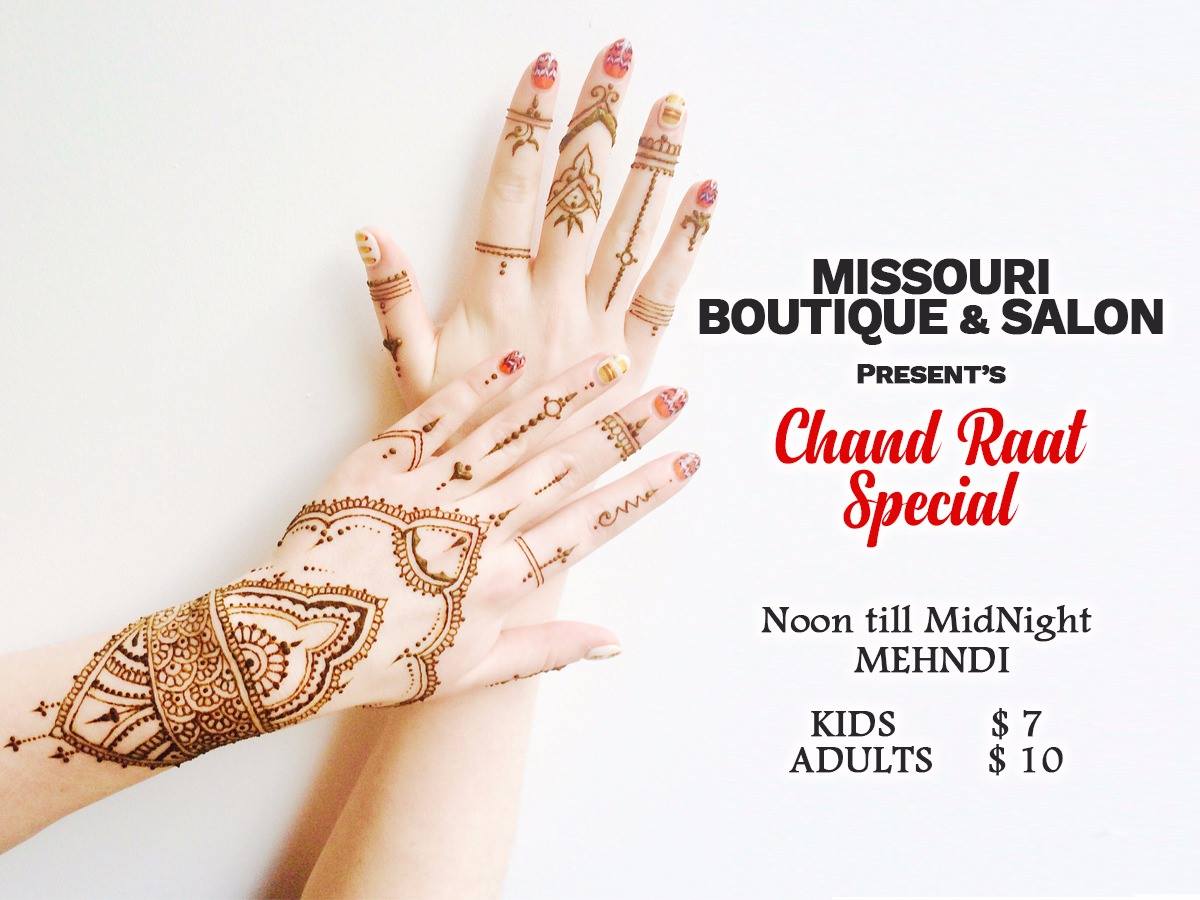 MISSOURI
BOUTIQUE & SALON
PRESENT'S
Chand Raat
Special
Noon till MidNight
MEHNDI
KIDS $ 7
ADULTS $ 10